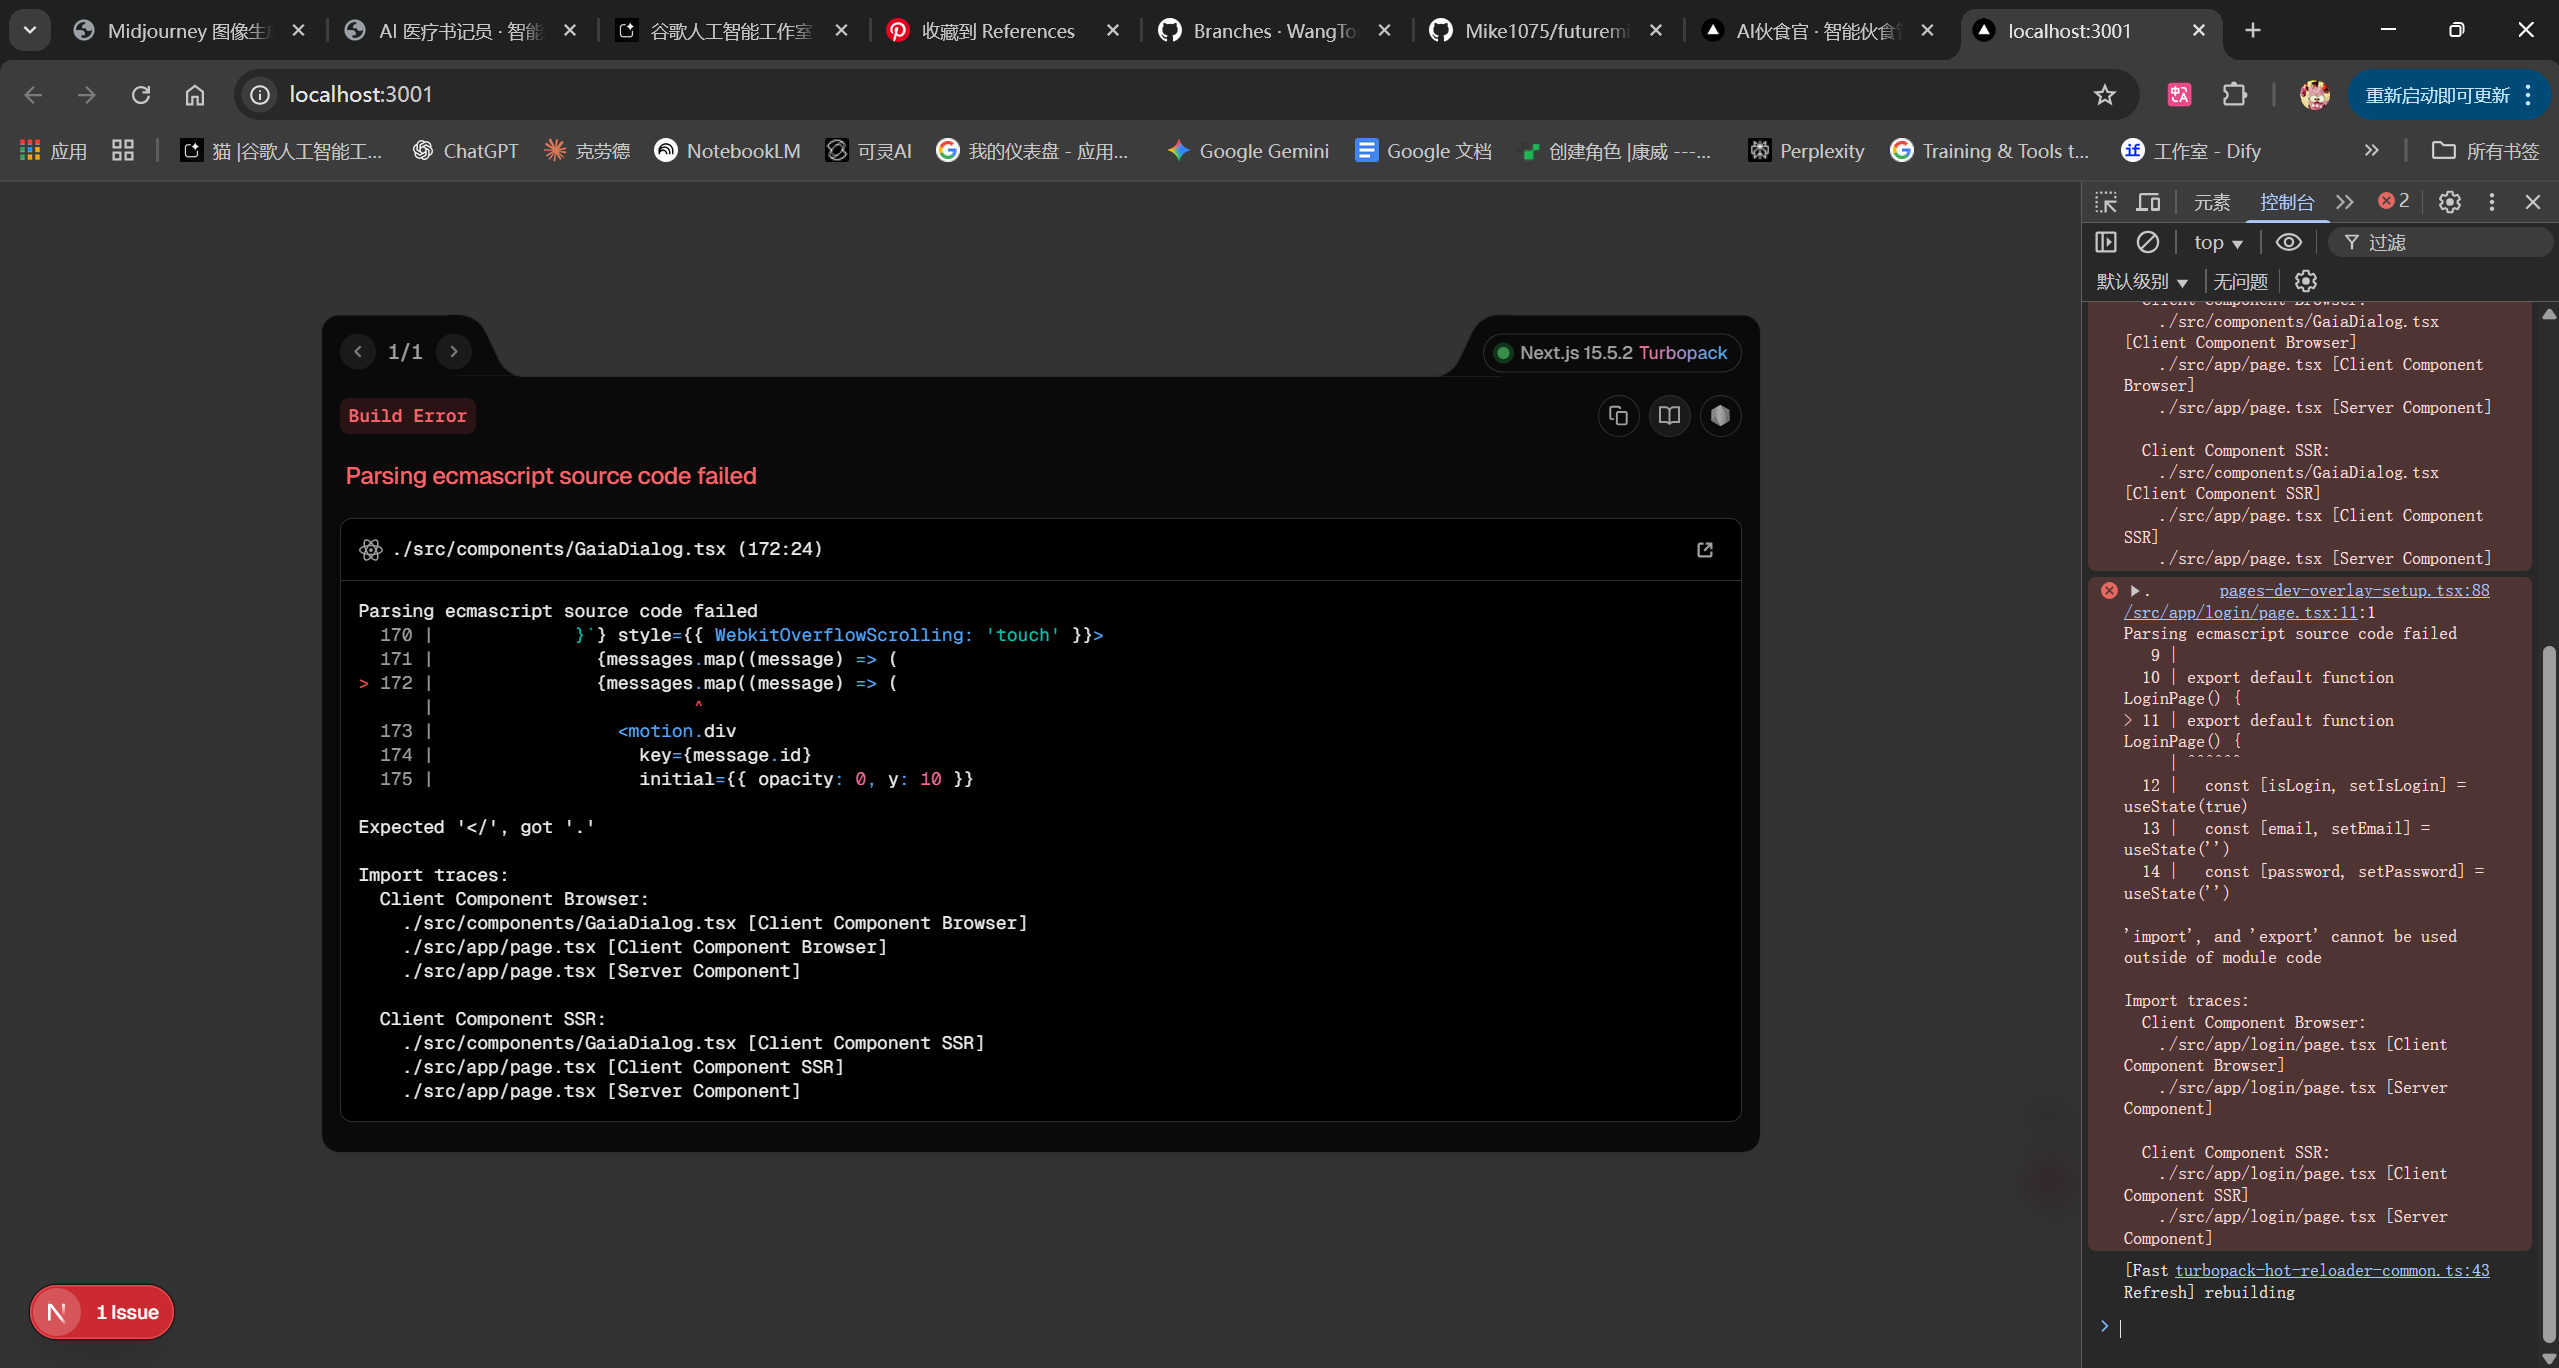 Midjourney 图像生
AI 医疗书记员 · 智能
谷歌人工智能工作室
收藏到 References
Branches · WangTo
Mike1075/futuremi
AI伙食官 · 智能伙食
localhost:3001
localhost:3001
重新启动即可更新
应用
猫 |谷歌人工智能工...
ChatGPT
克劳德
NotebookLM
可灵AI
我的仪表盘 - 应用...
Google Gemini
Google 文档
创建角色 |康威 ---...
Perplexity
Training & Tools t...
工作室 - Dify
所有书签
1/1
Next.js 15.5.2 Turbopack
Build Error
Parsing ecmascript source code failed
./src/components/GaiaDialog.tsx (172:24)
Parsing ecmascript source code failed
170 | }`} style={{ WebkitOverflowScrolling: 'touch' }}>
171 | {messages.map((message) => (
> 172 | {messages.map((message) => (
| ^
173 | <motion.div
174 | key={message.id}
175 | initial={{ opacity: 0, y: 10 }}
Expected '</', got '.'
Import traces:
Client Component Browser:
./src/components/GaiaDialog.tsx [Client Component Browser]
./src/app/page.tsx [Client Component Browser]
./src/app/page.tsx [Server Component]
Client Component SSR:
./src/components/GaiaDialog.tsx [Client Component SSR]
./src/app/page.tsx [Client Component SSR]
./src/app/page.tsx [Server Component]
N 1 Issue
元素
控制台
2
top
过滤
默认级别
无问题
Client Component Browser:
./src/components/GaiaDialog.tsx
[Client Component Browser]
./src/app/page.tsx [Client Component
Browser]
./src/app/page.tsx [Server Component]
Client Component SSR:
./src/components/GaiaDialog.tsx
[Client Component SSR]
./src/app/page.tsx [Client Component
SSR]
./src/app/page.tsx [Server Component]
. pages-dev-overlay-setup.tsx:88
/src/app/login/page.tsx:11:1
Parsing ecmascript source code failed
9 |
10 | export default function
LoginPage() {
> 11 | export default function
LoginPage() {
| ^^^^^^
12 | const [isLogin, setIsLogin] =
useState(true)
13 | const [email, setEmail] =
useState('')
14 | const [password, setPassword] =
useState('')
'import', and 'export' cannot be used
outside of module code
Import traces:
Client Component Browser:
./src/app/login/page.tsx [Client
Component Browser]
./src/app/login/page.tsx [Server
Component]
Client Component SSR:
./src/app/login/page.tsx [Client
Component SSR]
./src/app/login/page.tsx [Server
Component]
[Fast turbopack-hot-reloader-common.ts:43
Refresh] rebuilding